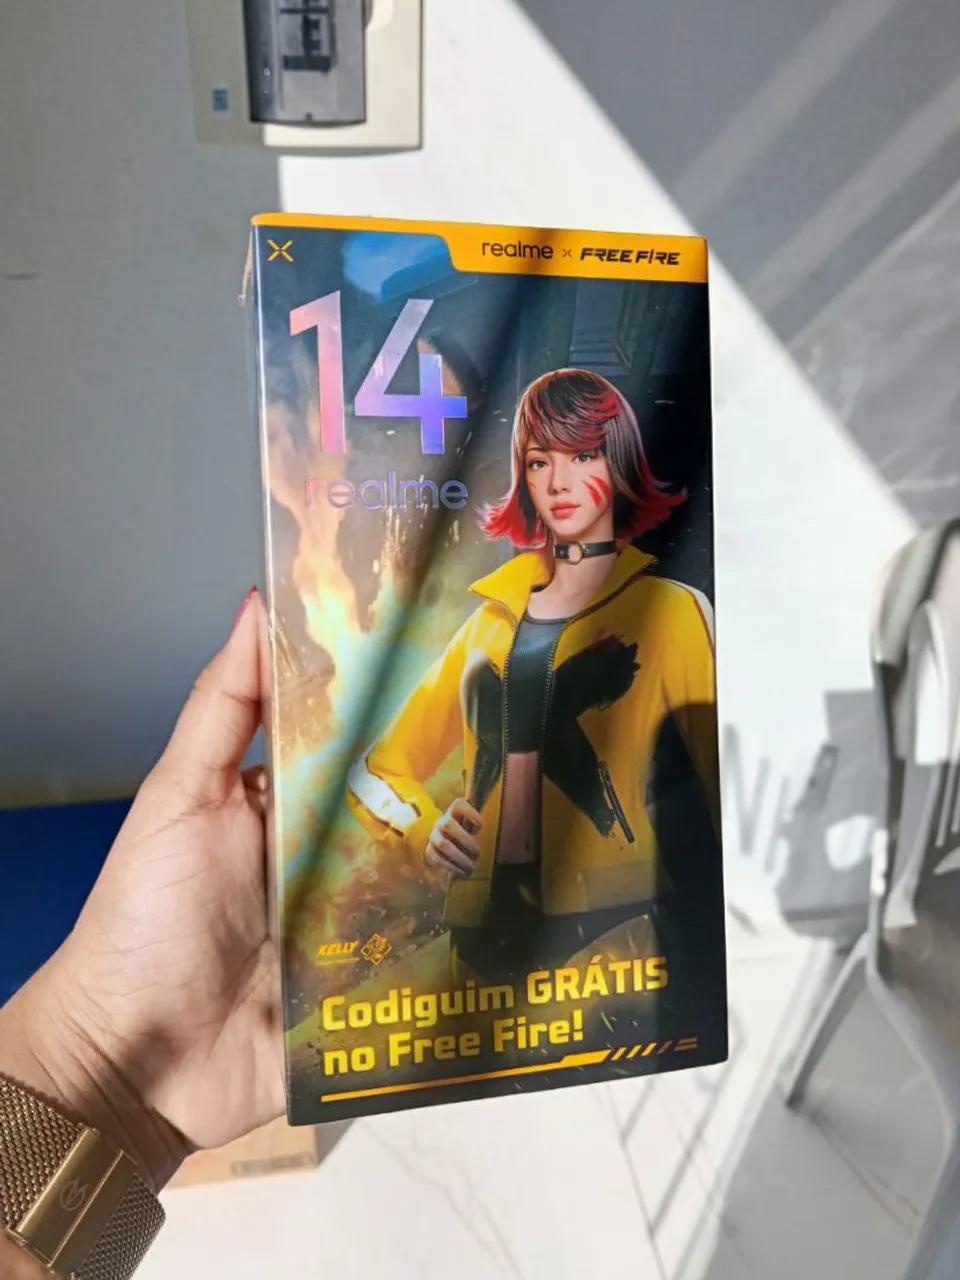 realme × FREE FIRE
14
realme
KELLY
Codiguim GRÁTIS
no Free Fire!